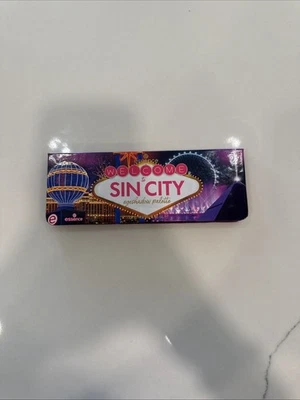 WELCOME
to
SIN CITY
eyeshadow palette
e
essence